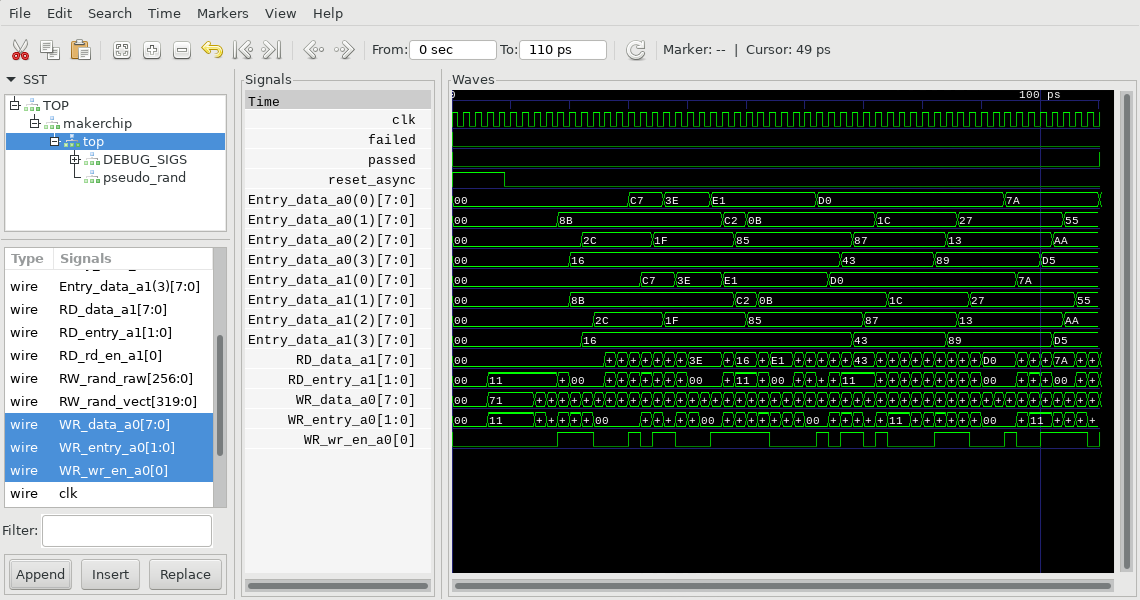 File Edit Search Time Markers View Help
From: 0 sec To: 110 ps Marker: -- | Cursor: 49 ps
SST
TOP
makerchip
top
DEBUG_SIGS
pseudo_rand
Type Signals
wire Entry_data_a1(3)[7:0]
wire RD_data_a1[7:0]
wire RD_entry_a1[1:0]
wire RD_rd_en_a1[0]
wire RW_rand_raw[256:0]
wire RW_rand_vect[319:0]
wire WR_data_a0[7:0]
wire WR_entry_a0[1:0]
wire WR_wr_en_a0[0]
wire clk
Filter:
Append Insert Replace
Signals
Time
clk
failed
passed
reset_async
Entry_data_a0(0)[7:0]
Entry_data_a0(1)[7:0]
Entry_data_a0(2)[7:0]
Entry_data_a0(3)[7:0]
Entry_data_a1(0)[7:0]
Entry_data_a1(1)[7:0]
Entry_data_a1(2)[7:0]
Entry_data_a1(3)[7:0]
RD_data_a1[7:0]
RD_entry_a1[1:0]
WR_data_a0[7:0]
WR_entry_a0[1:0]
WR_wr_en_a0[0]
Waves
0 100 ps
00 C7 3E E1 D0 7A
00 8B C2 0B 1C 27 55
00 2C 1F 85 87 13 AA
00 16 43 89 D5
00 C7 3E E1 D0 7A
00 8B C2 0B 1C 27 55
00 2C 1F 85 87 13 AA
00 16 43 89 D5
00 + + + + + + + 3E + 16 + E1 + + + + 43 + + + + + + + + + D0 + + + 7A + +
00 11 + 00 + + + + + + + 00 + 11 + 00 + + + + 11 + + + + + + + + + 00 + + + 00 + +
00 71 + + + + + + + + + + + + + + + + + + + + + + + + + + + + + + + + + + + + + + + + + + + + + + +
00 11 + + + + 00 + + + + 00 + + + + + + + 00 + + + + 11 + + + + + + + 00 + 11 + + + +